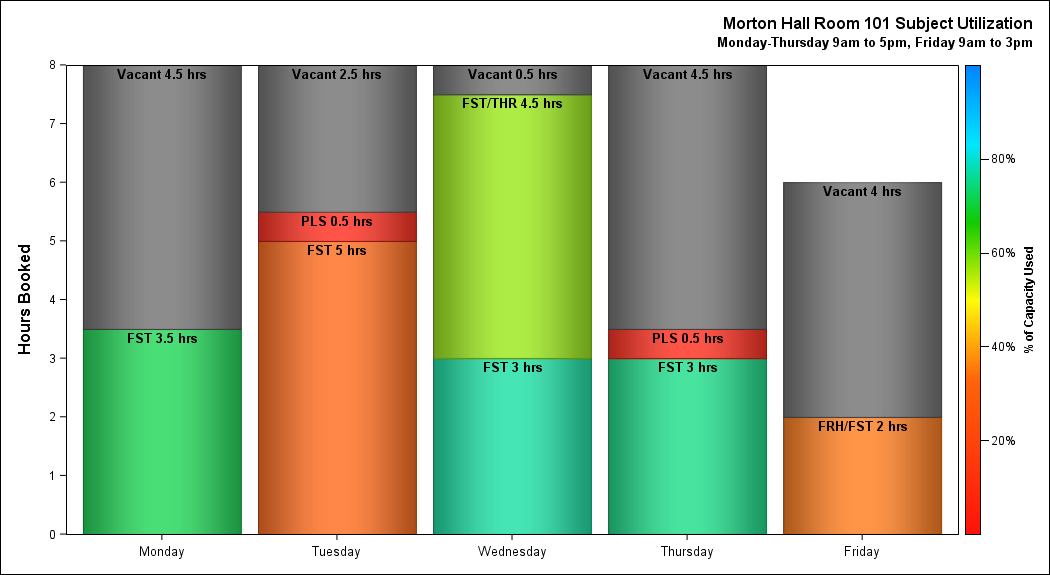 Morton Hall Room 101 Subject Utilization
Monday-Thursday 9am to 5pm, Friday 9am to 3pm
Hours Booked
8
7
6
5
4
3
2
1
0
Vacant 4.5 hrs
FST 3.5 hrs
Vacant 2.5 hrs
PLS 0.5 hrs
FST 5 hrs
Vacant 0.5 hrs
FST/THR 4.5 hrs
FST 3 hrs
Vacant 4.5 hrs
PLS 0.5 hrs
FST 3 hrs
Vacant 4 hrs
FRH/FST 2 hrs
Monday
Tuesday
Wednesday
Thursday
Friday
80%
60%
40%
20%
% of Capacity Used